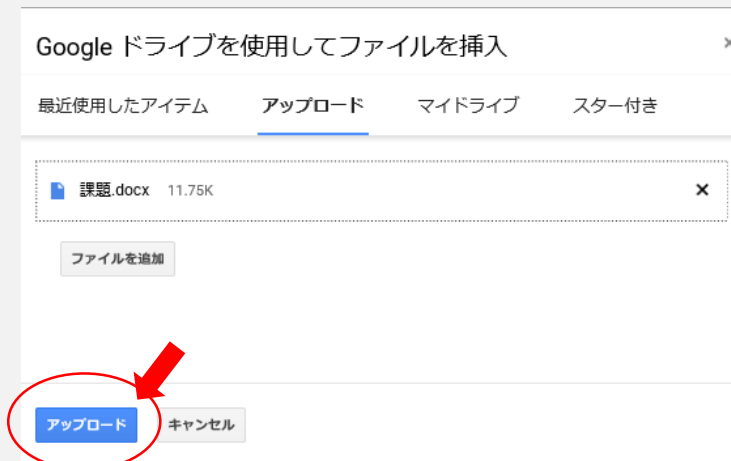 Google ドライブを使用してファイルを挿入
最近使用したアイテム アップロード マイドライブ スター付き
課題.docx 11.75K
ファイルを追加
アップロード キャンセル